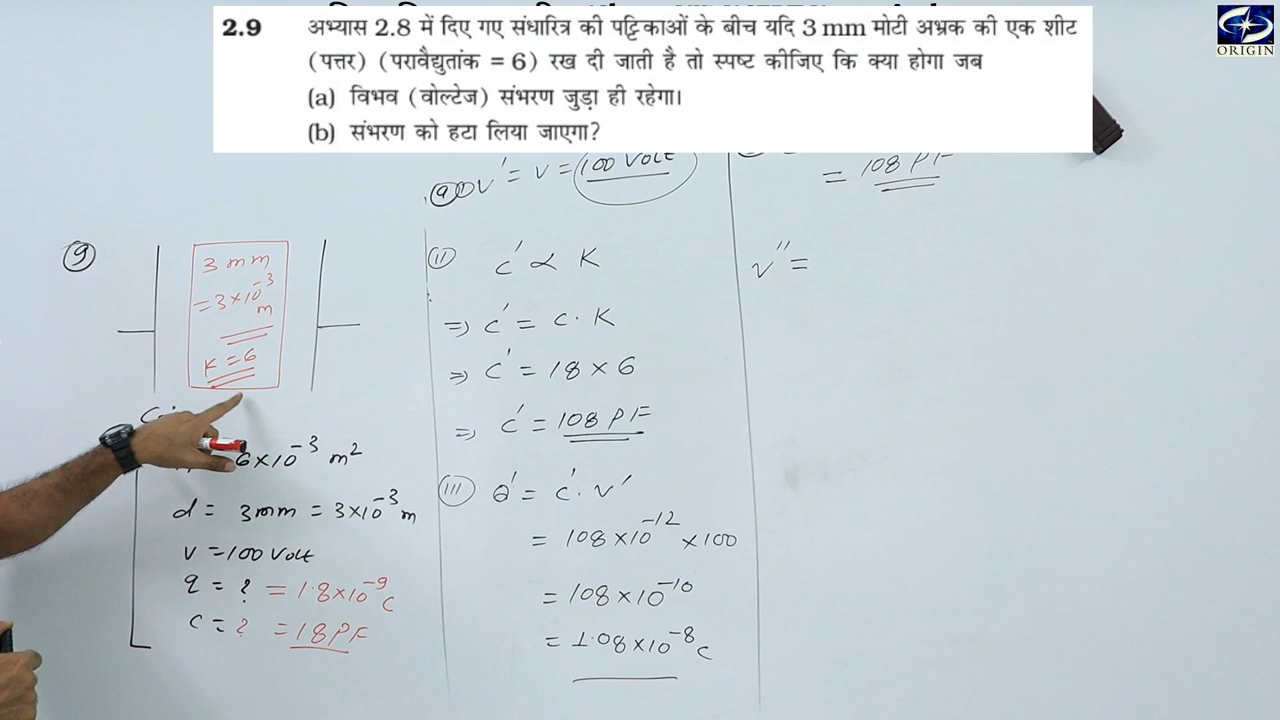 2.9 अभ्यास 2.8 में दिए गए संधारित्र की पट्टिकाओं के बीच यदि 3 mm मोटी अभ्रक की एक शीट
(पत्तर) (परावैद्युतांक = 6) रख दी जाती है तो स्पष्ट कीजिए कि क्या होगा जब
(a) विभव (वोल्टेज) संभरण जुड़ा ही रहेगा।
(b) संभरण को हटा लिया जाएगा?
ORIGIN
9
3 mm
= 3×10⁻³
m
K = 6
6×10⁻³ m²
d = 3mm = 3×10⁻³ m
V = 100 Volt
q = ? = 1.8×10⁻⁹ C
C = ? = 18 PF
V' = V = 100 Volt
(ii) C' ∝ K
⇒ C' = C · K
⇒ C' = 18 × 6
⇒ C' = 108 PF
(iii) Q' = C' · V'
= 108×10⁻¹² ×100
= 108×10⁻¹⁰
= 1.08×10⁻⁸ C
= 108 PF
V'' =